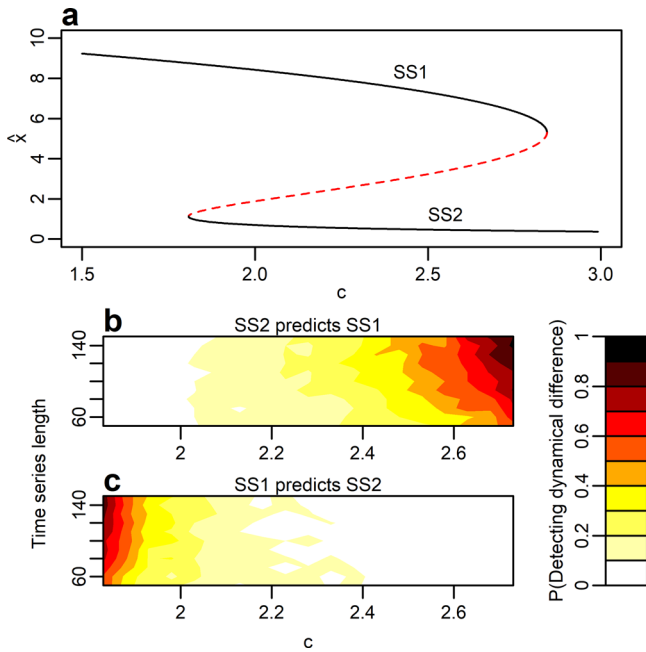 a
10
8
6
4
2
0
x̂
SS1
SS2
1.5 2.0 2.5 3.0
c
b
SS2 predicts SS1
140
60
2 2.2 2.4 2.6
c
SS1 predicts SS2
140
60
2 2.2 2.4 2.6
c
Time series length
1
0.8
0.6
0.4
0.2
0
P(Detecting dynamical difference)